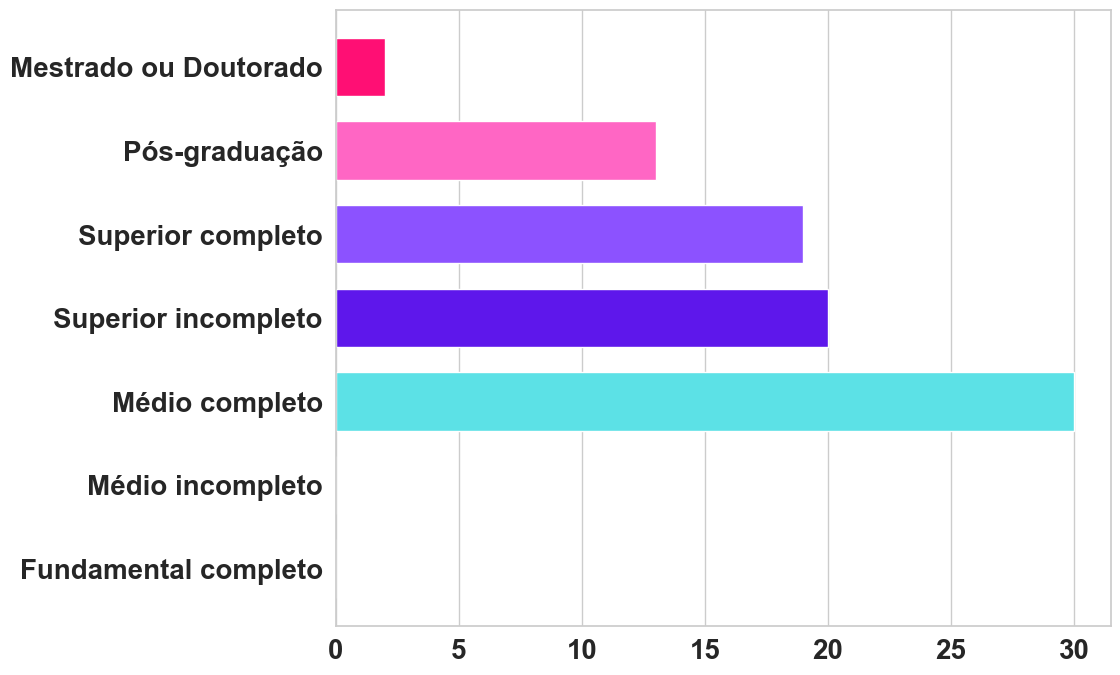 Mestrado ou Doutorado
Pós-graduação
Superior completo
Superior incompleto
Médio completo
Médio incompleto
Fundamental completo
0 5 10 15 20 25 30